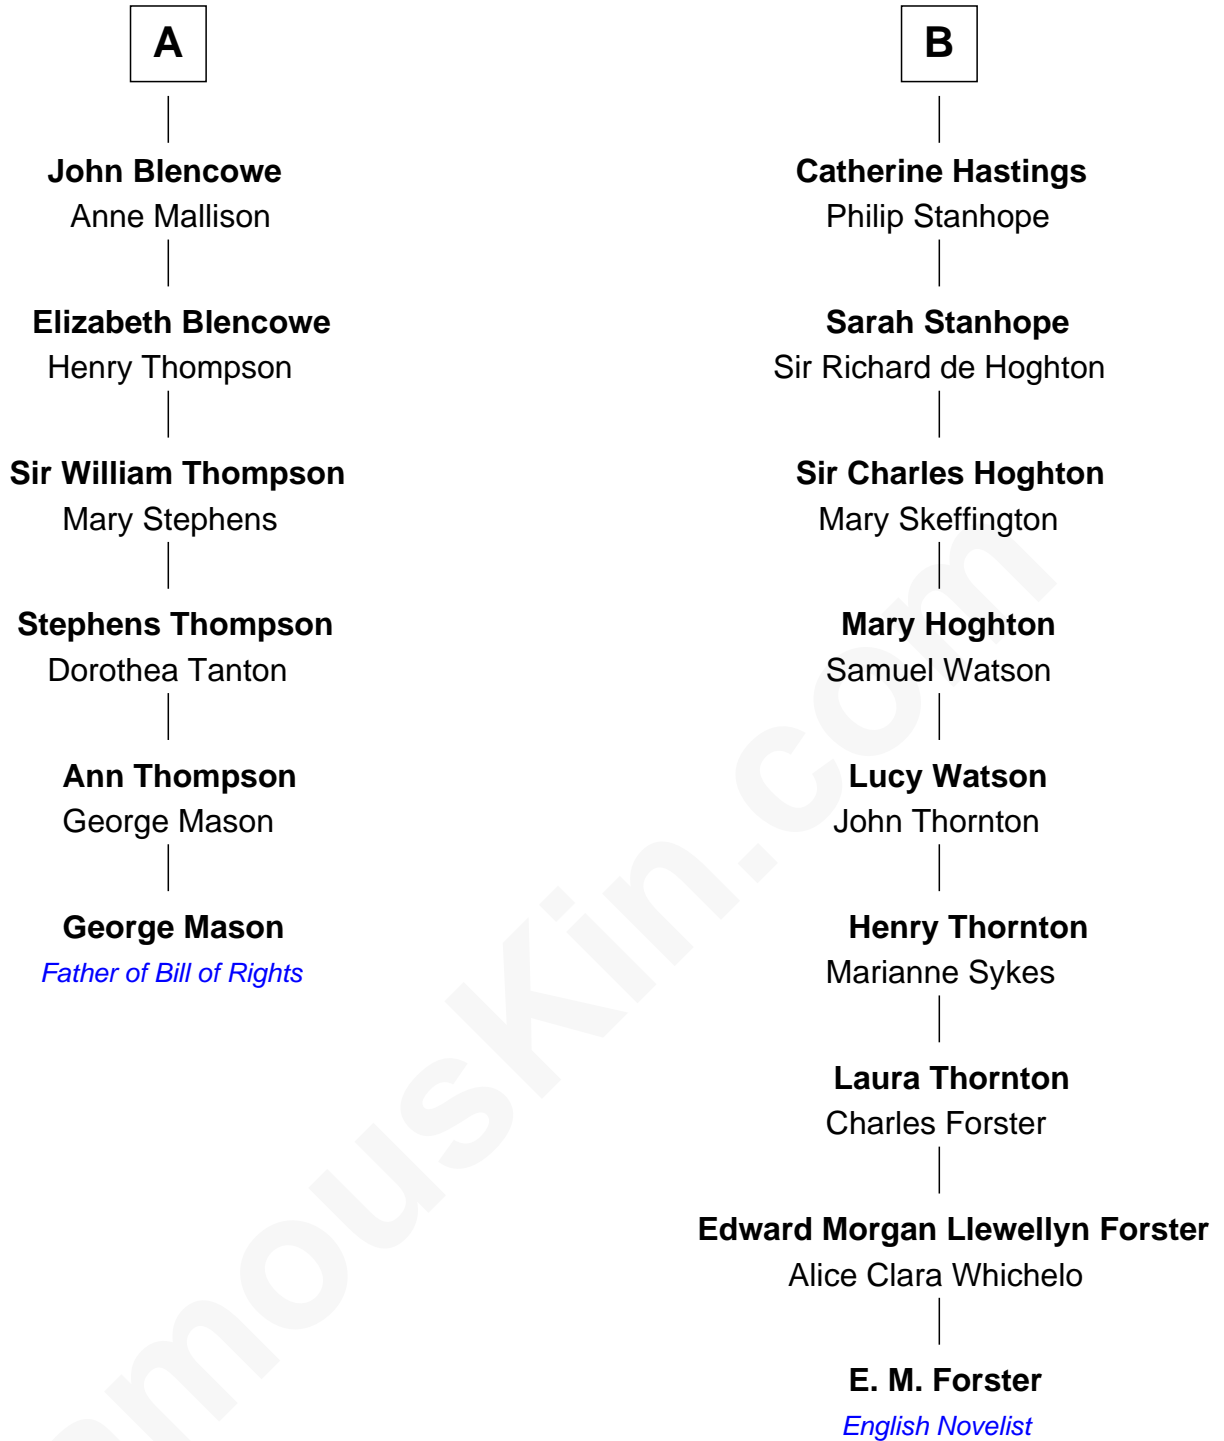 A
John Blencowe
Anne Mallison
Elizabeth Blencowe
Henry Thompson
Sir William Thompson
Mary Stephens
Stephens Thompson
Dorothea Tanton
Ann Thompson
George Mason
George Mason
Father of Bill of Rights
B
Catherine Hastings
Philip Stanhope
Sarah Stanhope
Sir Richard de Hoghton
Sir Charles Hoghton
Mary Skeffington
Mary Hoghton
Samuel Watson
Lucy Watson
John Thornton
Henry Thornton
Marianne Sykes
Laura Thornton
Charles Forster
Edward Morgan Llewellyn Forster
Alice Clara Whichelo
E. M. Forster
English Novelist
amouskin.com